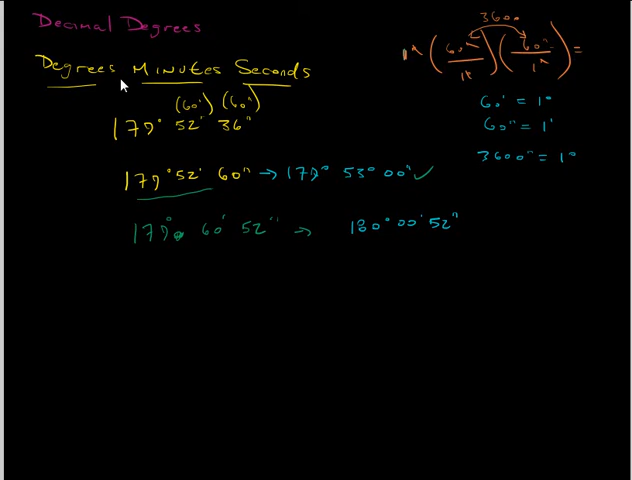 Decimal Degrees
Degrees Minutes Seconds
(60') (60")
179° 52' 36"
179° 52' 60" → 179° 53° 00" ✓
179° 60' 52" → 180° 00' 52"
3600
1° (60' / 1°) (60" / 1') =
60' = 1°
60" = 1'
3600" = 1°